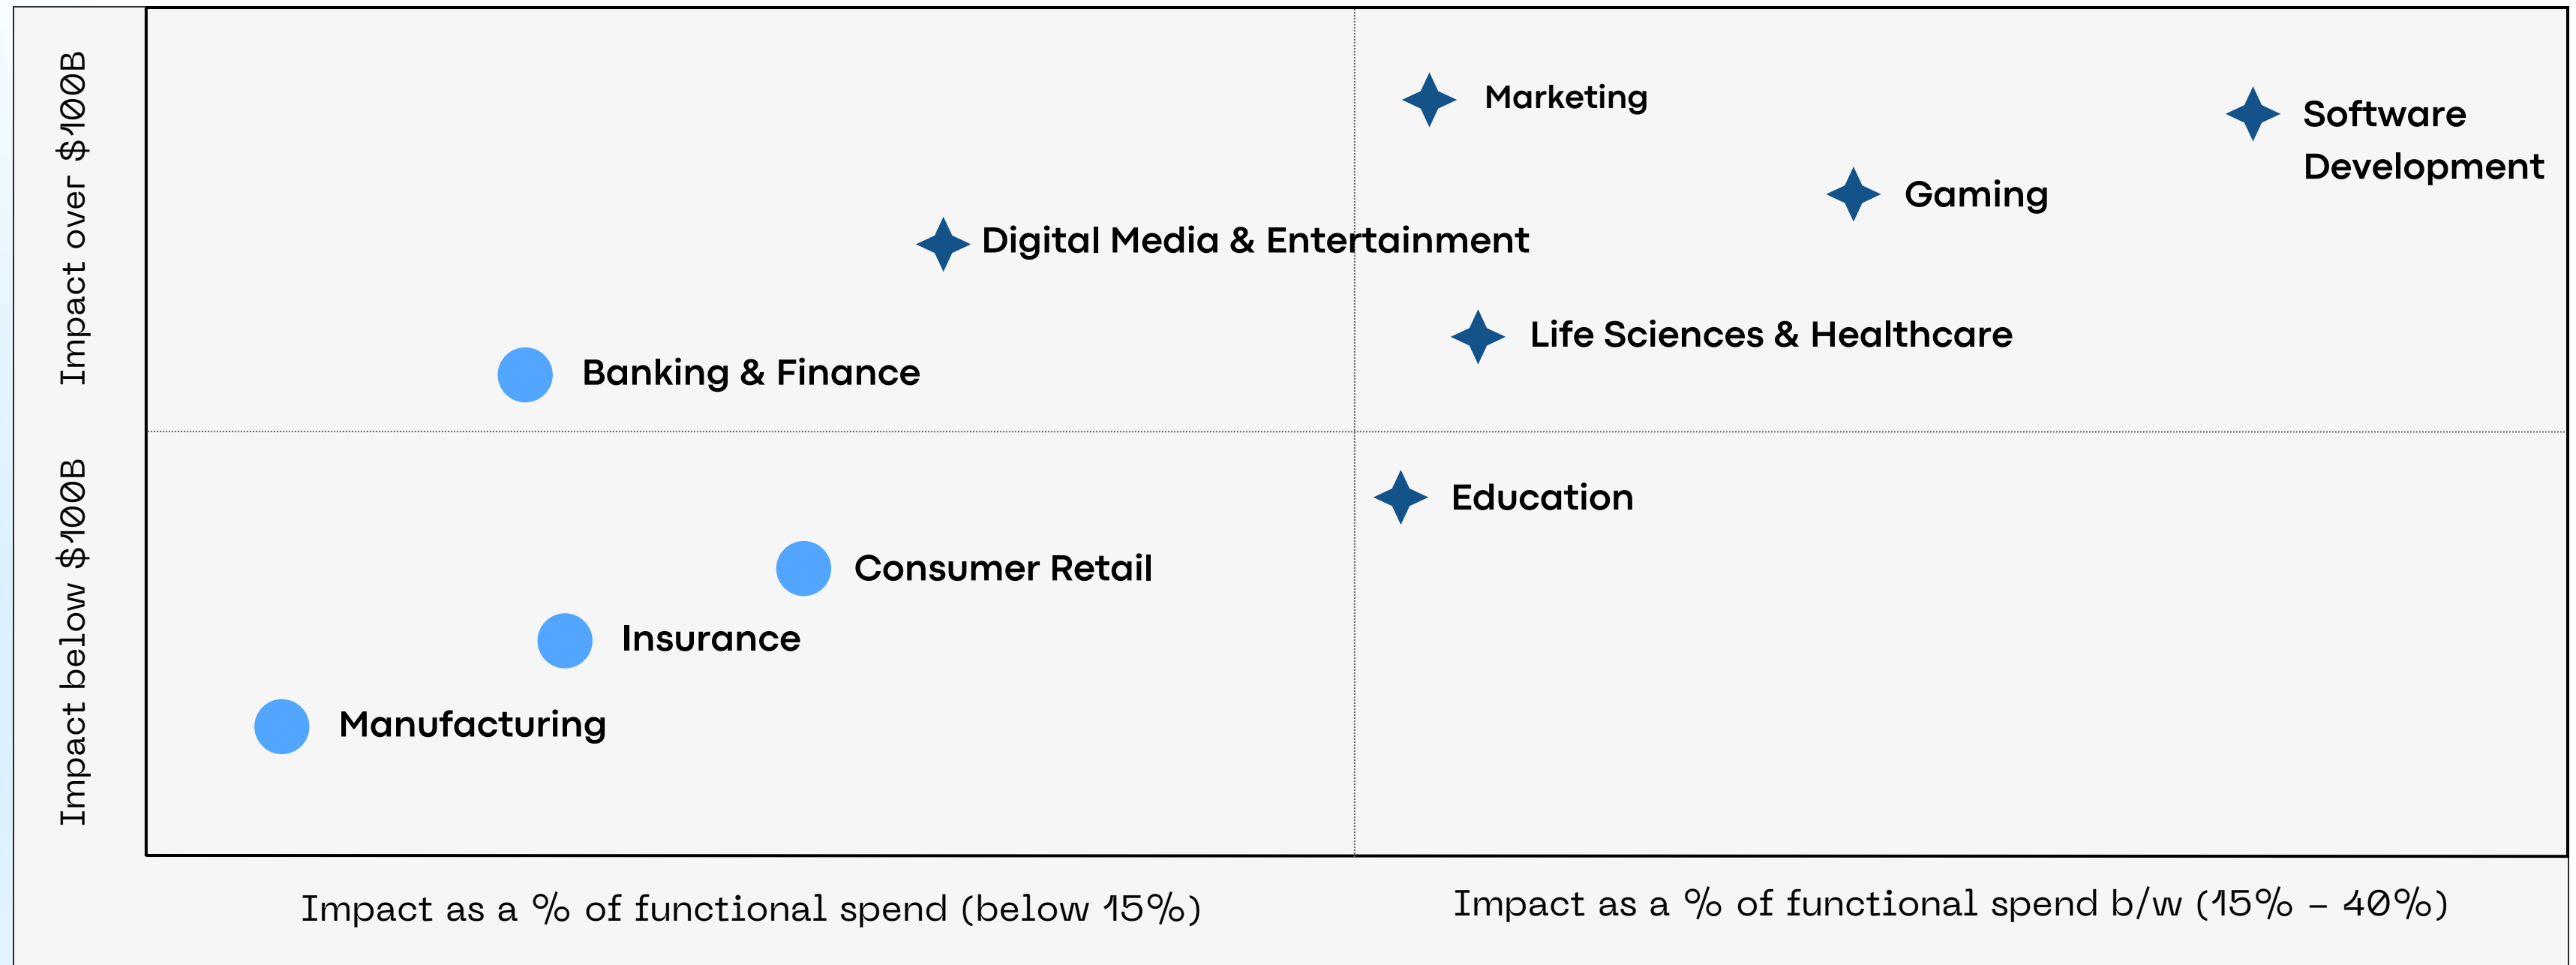 Impact over $100B
Marketing
Software
Development
Gaming
Digital Media & Entertainment
Life Sciences & Healthcare
Banking & Finance
Impact below $100B
Education
Consumer Retail
Insurance
Manufacturing
Impact as a % of functional spend (below 15%)
Impact as a % of functional spend b/w (15% – 40%)